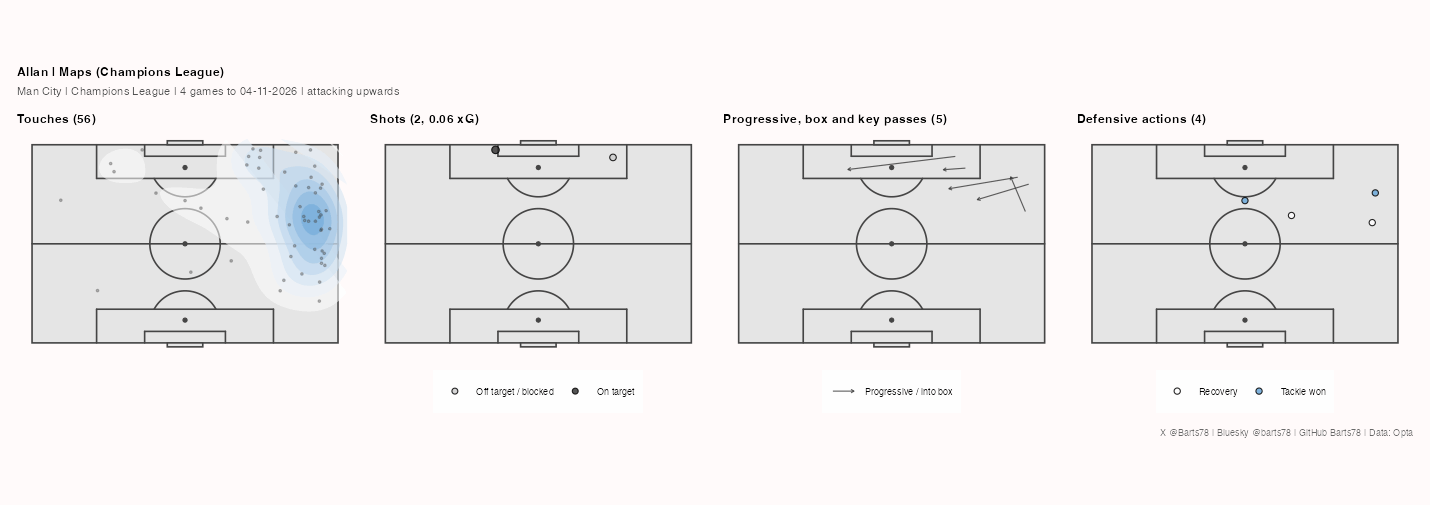 Allan | Maps (Champions League)
Man City | Champions League | 4 games to 04-11-2026 | attacking upwards
Touches (56)
Shots (2, 0.06 xG)
Progressive, box and key passes (5)
Defensive actions (4)
Off target / blocked
On target
Progressive / into box
Recovery
Tackle won
X @Barts78 | Bluesky @barts78 | GitHub Barts78 | Data: Opta